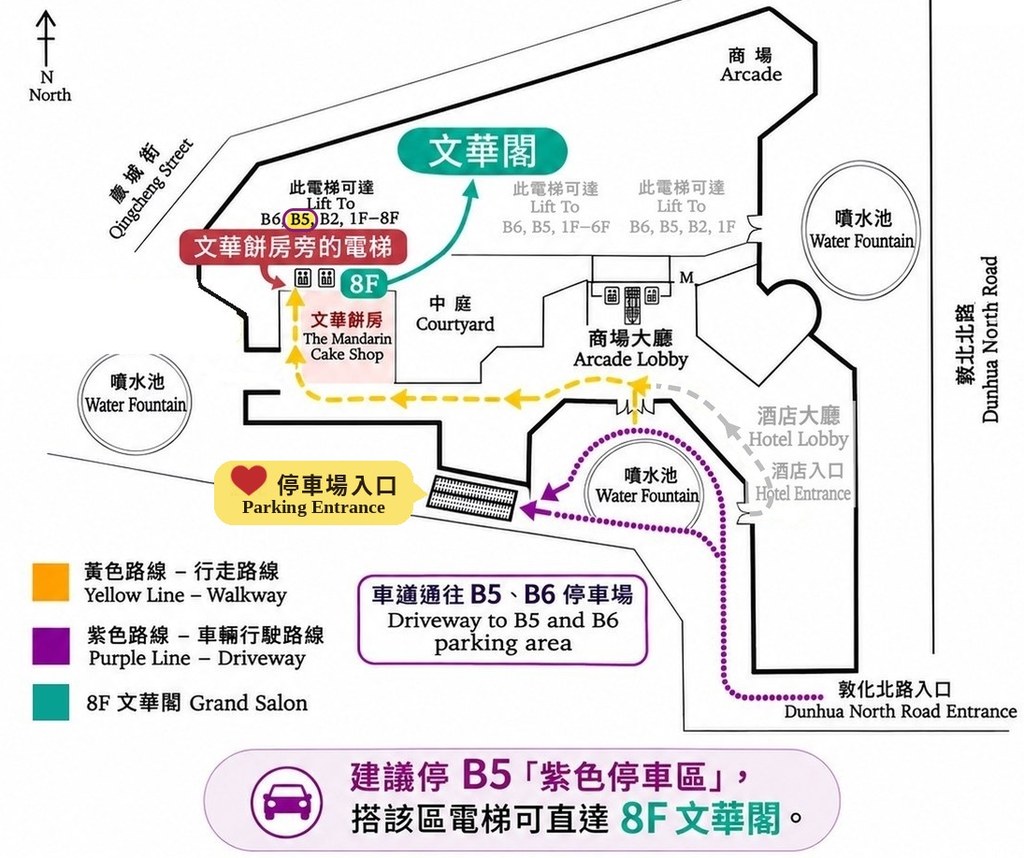 N
North
慶城街
Qingcheng Street
商場
Arcade
文華閣
此電梯可達
Lift To
B6, B5, B2, 1F–8F
此電梯可達
Lift To
B6, B5, 1F–6F
此電梯可達
Lift To
B6, B5, B2, 1F
噴水池
Water Fountain
文華餅房旁的電梯
8F
M
敦北北路
Dunhua North Road
文華餅房
The Mandarin
Cake Shop
中庭
Courtyard
商場大廳
Arcade Lobby
噴水池
Water Fountain
酒店大廳
Hotel Lobby
酒店入口
Hotel Entrance
噴水池
Water Fountain
停車場入口
Parking Entrance
黃色路線 – 行走路線
Yellow Line – Walkway
紫色路線 – 車輛行駛路線
Purple Line – Driveway
8F 文華閣 Grand Salon
車道通往 B5、B6 停車場
Driveway to B5 and B6
parking area
敦化北路入口
Dunhua North Road Entrance
建議停 B5「紫色停車區」,
搭該區電梯可直達 8F 文華閣。